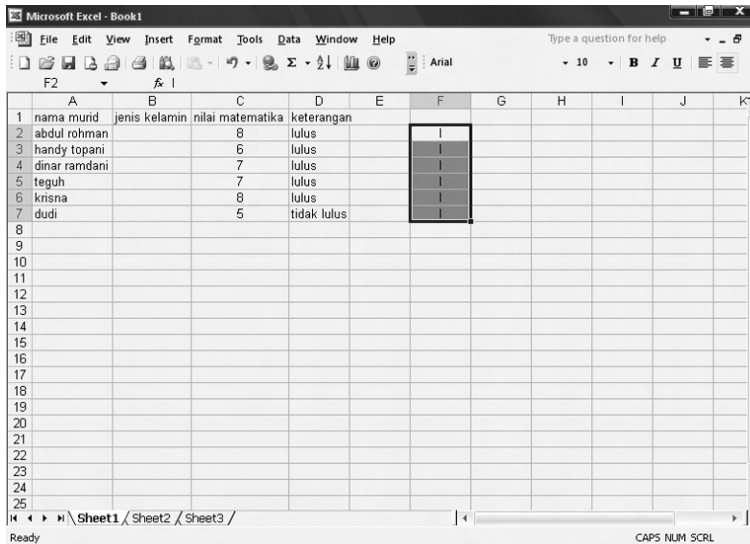 Microsoft Excel - Book1
File Edit View Insert Format Tools Data Window Help Type a question for help
Arial 10 B I U
F2 fx I
A B C D E F G H I J K
1 nama murid jenis kelamin nilai matematika keterangan
2 abdul rohman 8 lulus I
3 handy topani 6 lulus I
4 dinar ramdani 7 lulus I
5 teguh 7 lulus I
6 krisna 8 lulus I
7 dudi 5 tidak lulus I
8
9
10
11
12
13
14
15
16
17
18
19
20
21
22
23
24
25
Sheet1 Sheet2 Sheet3
Ready CAPS NUM SCRL